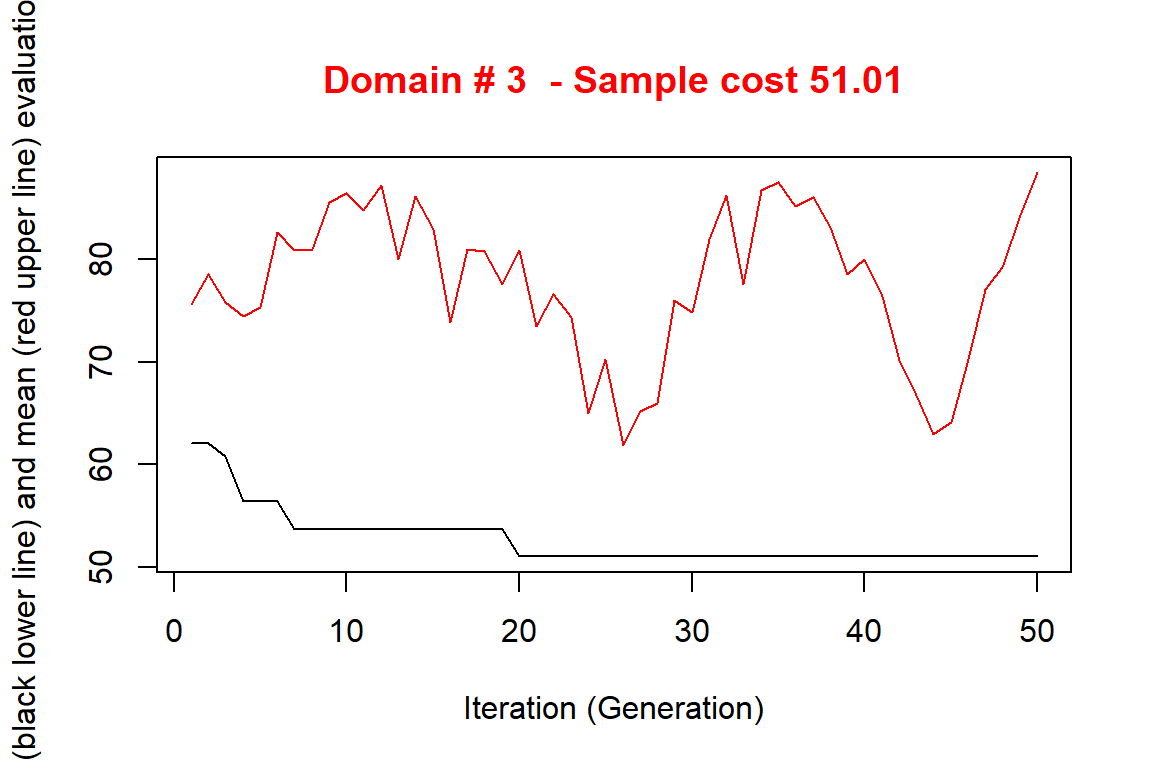 Domain # 3  - Sample cost 51.01
(black lower line) and mean (red upper line) evaluatio
80
70
60
50
0 10 20 30 40 50
Iteration (Generation)